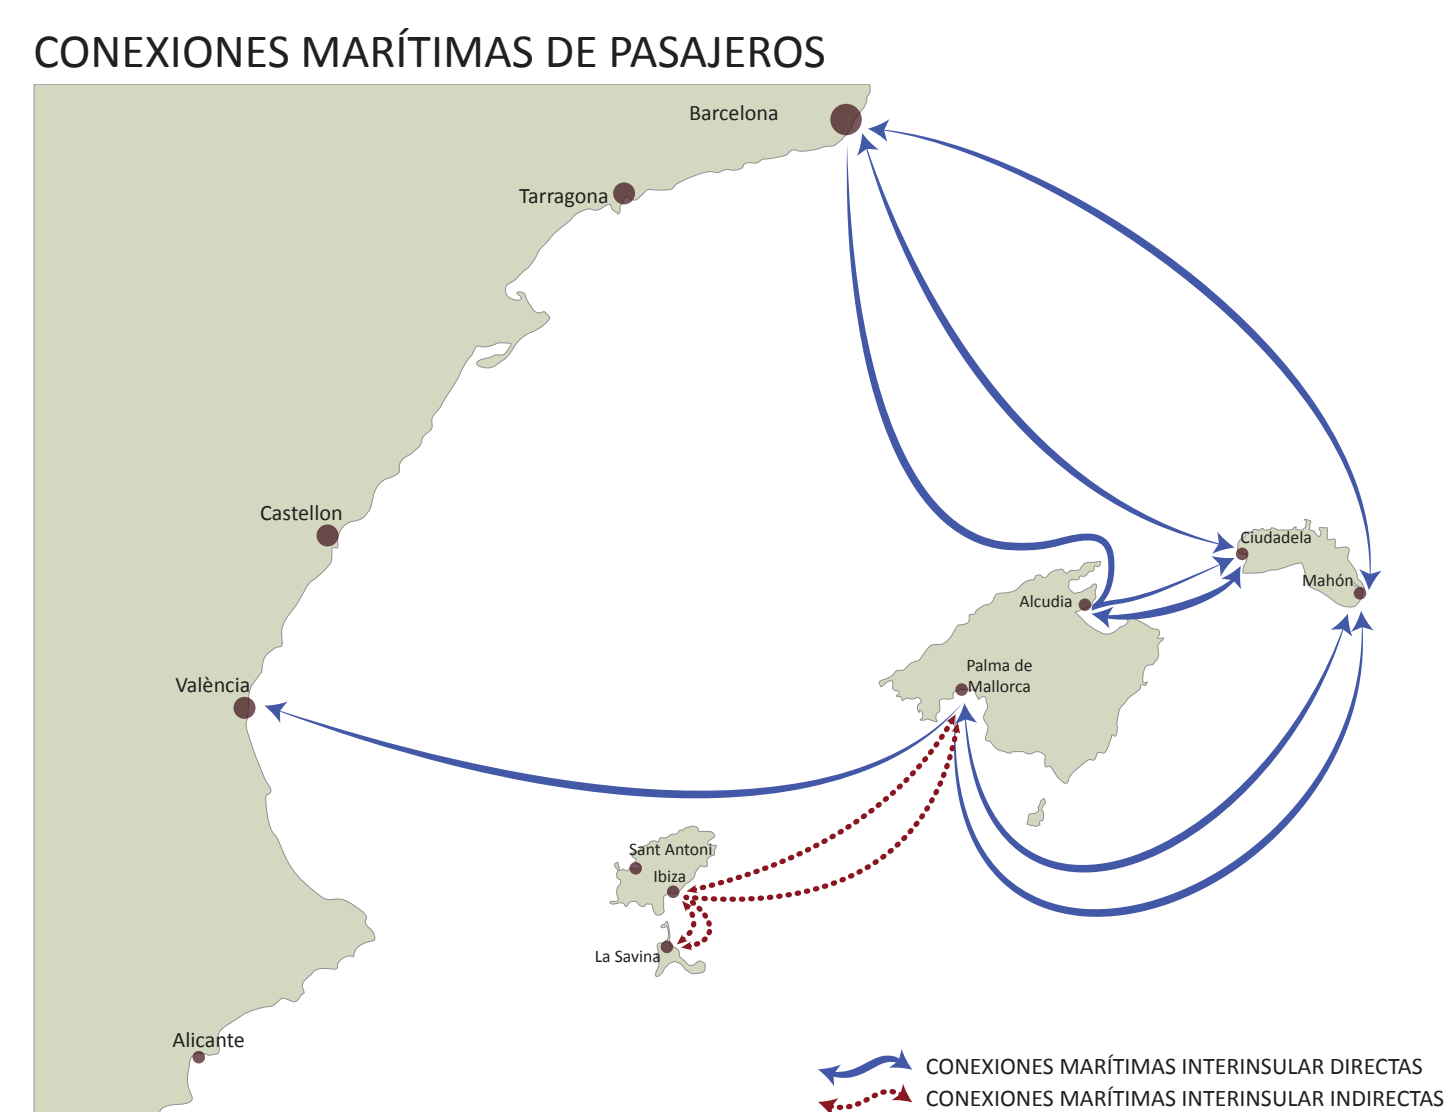 CONEXIONES MARÍTIMAS DE PASAJEROS
Barcelona
Tarragona
Castellon
Ciudadela
Mahón
Alcudia
Palma de
Mallorca
València
Sant Antoni
Ibiza
La Savina
Alicante
CONEXIONES MARÍTIMAS INTERINSULAR DIRECTAS
CONEXIONES MARÍTIMAS INTERINSULAR INDIRECTAS